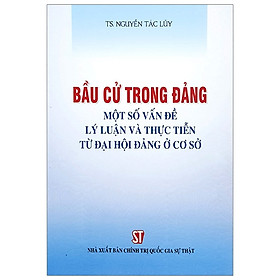 TS. NGUYỄN TÁC LŨY
BẦU CỬ TRONG ĐẢNG
MỘT SỐ VẤN ĐỀ
LÝ LUẬN VÀ THỰC TIỄN
TỪ ĐẠI HỘI ĐẢNG Ở CƠ SỞ
ST
NHÀ XUẤT BẢN CHÍNH TRỊ QUỐC GIA SỰ THẬT